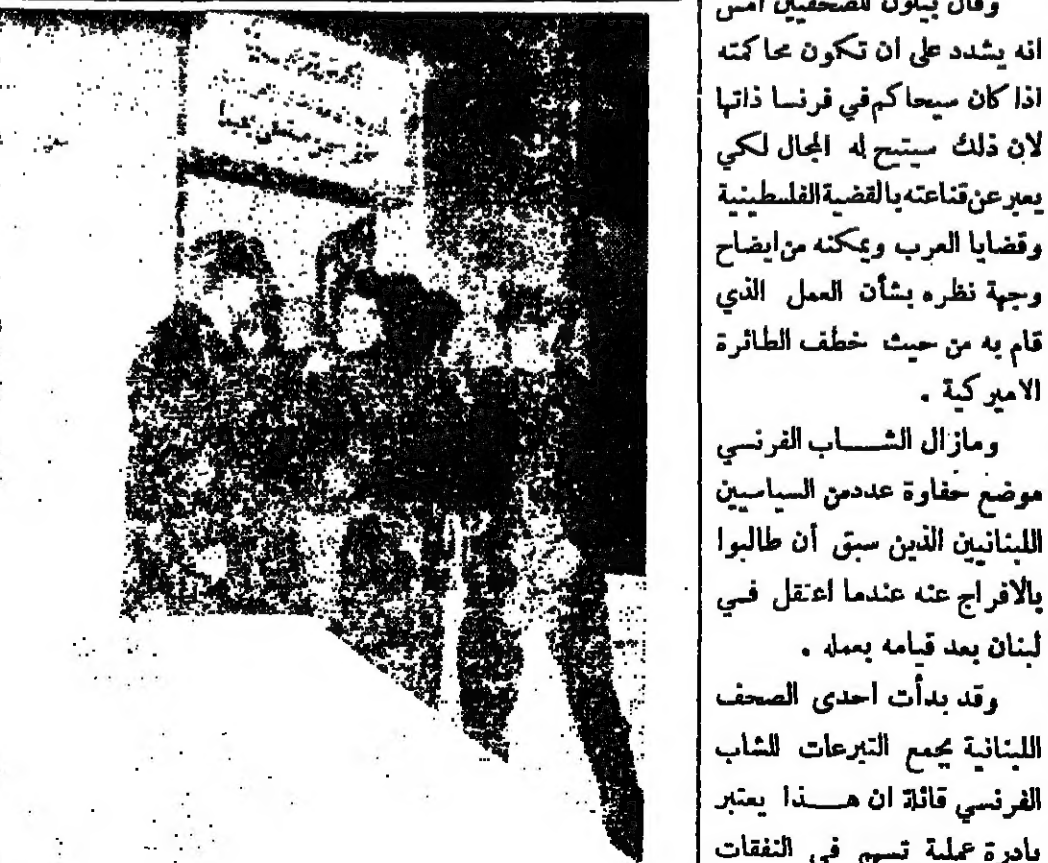 وقال بيلون للصحفيين امس
انه يشدد على ان تكون محاكمته
اذا كان سيحاكم في فرنسا ذاتها
لان ذلك سيتيح له المجال لكي
يعبر عن قناعته بالقضية الفلسطينية
وقضايا العرب ويمكنه من ايضاح
وجهة نظره بشأن العمل الذي
قام به من حيث خطف الطائرة
الاميركية .
ومازال الشاب الفرنسي
موضع حفاوة عدد من السياسيين
اللبنانيين الذين سبق أن طالبوا
بالافراج عنه عندما اعتقل في
لبنان بعد قيامه بعمله .
وقد بدأت احدى الصحف
اللبنانية بجمع التبرعات للشاب
الفرنسي قائلة ان هذا يعتبر
بادرة عملية تسهم في النفقات